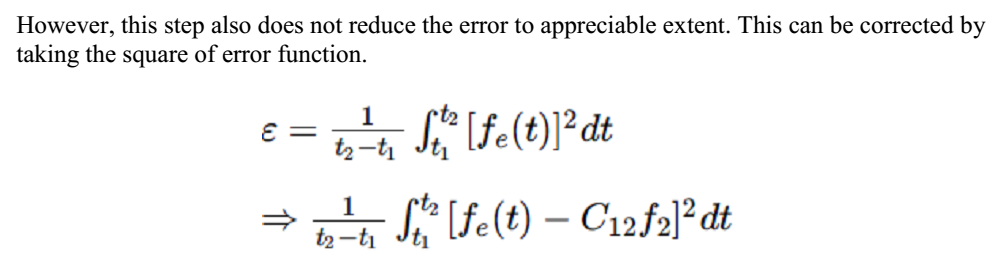 However, this step also does not reduce the error to appreciable extent. This can be corrected by
taking the square of error function.
ε = \frac{1}{t_2-t_1} \int_{t_1}^{t_2} [f_e(t)]^2 dt
⇒ \frac{1}{t_2-t_1} \int_{t_1}^{t_2} [f_e(t) − C_{12}f_2]^2 dt